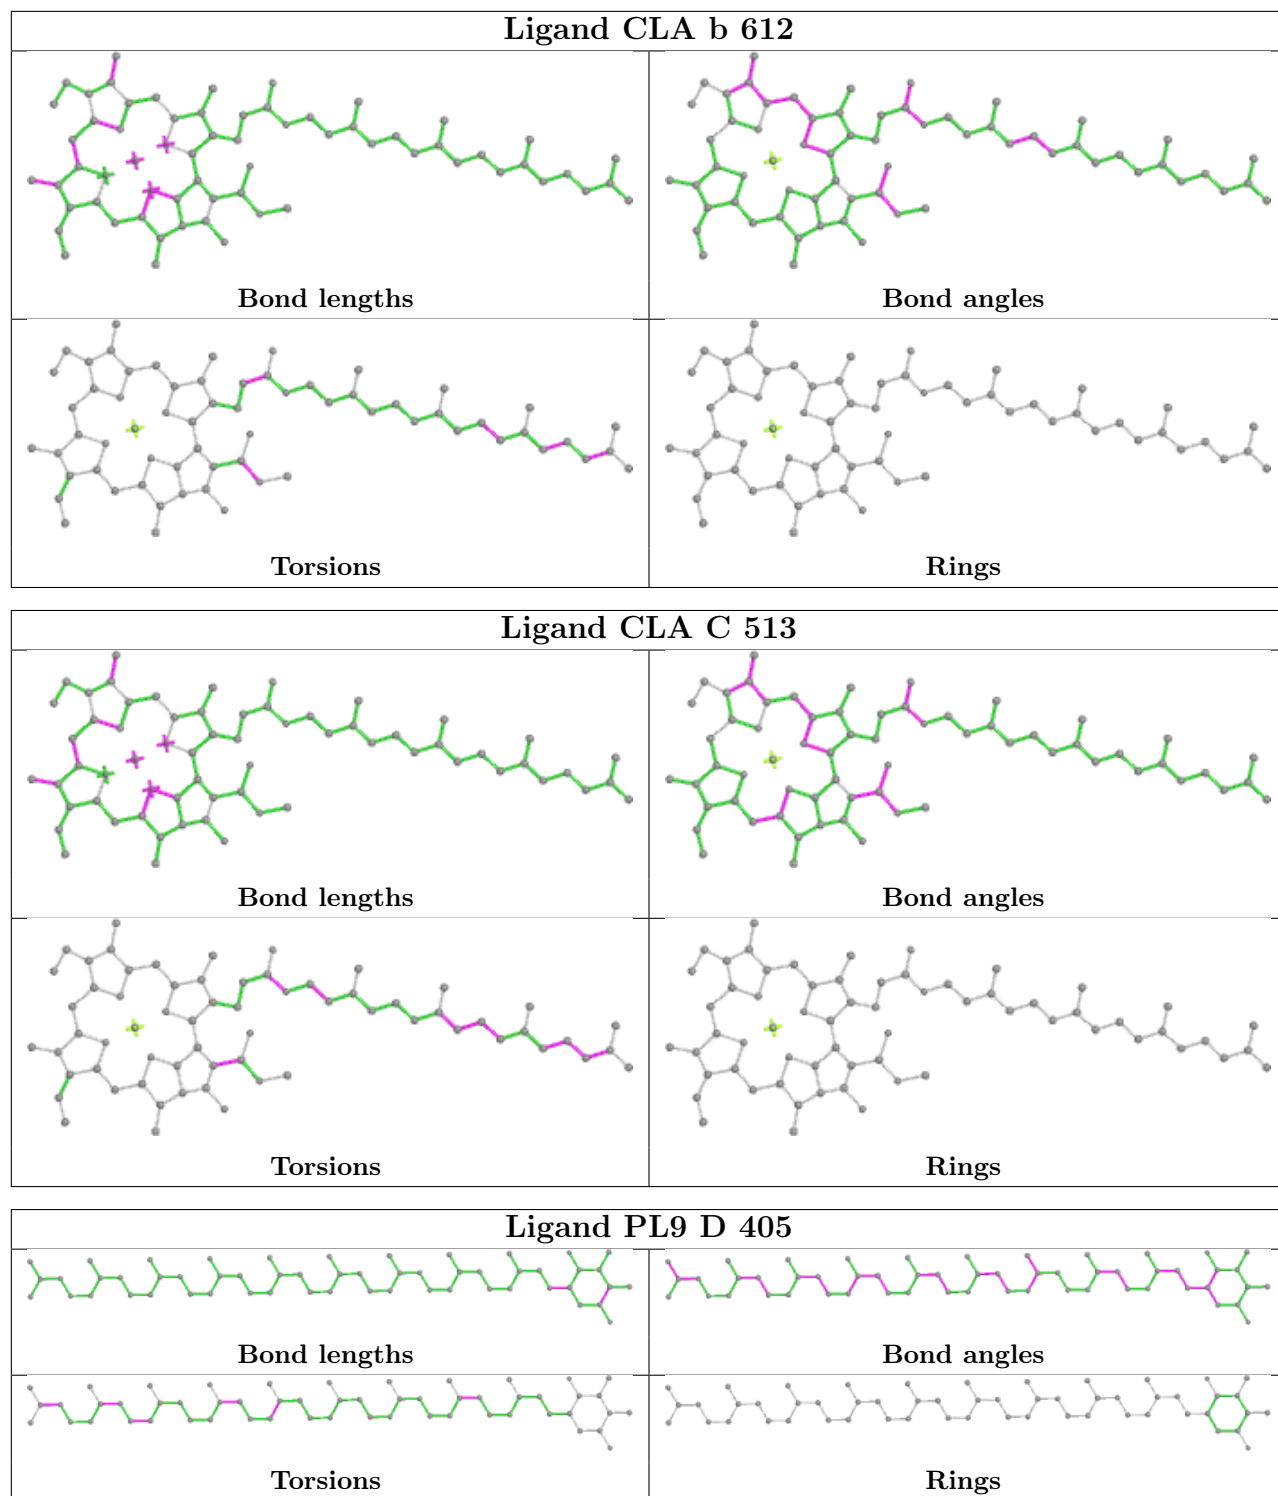 Ligand CLA b 612
Bond lengths
Bond angles
Torsions
Rings
Ligand CLA C 513
Bond lengths
Bond angles
Torsions
Rings
Ligand PL9 D 405
Bond lengths
Bond angles
Torsions
Rings